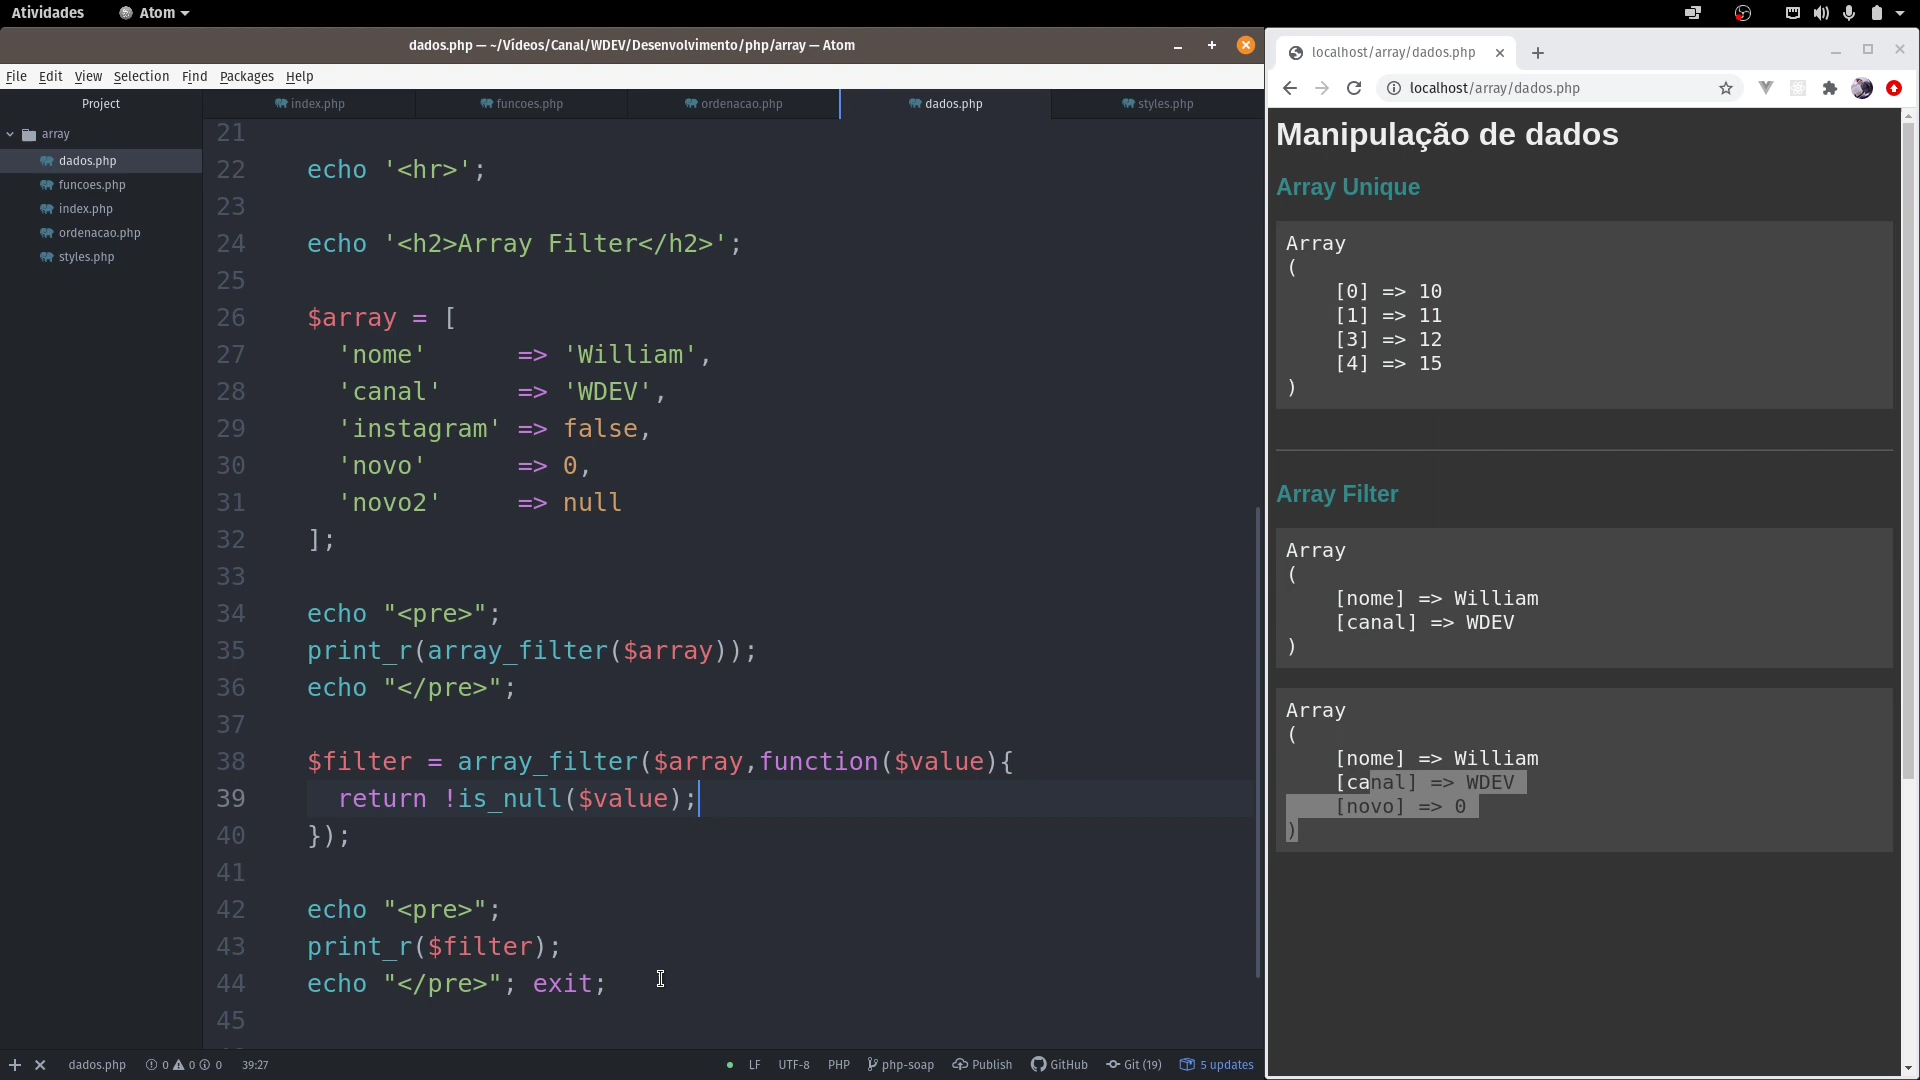 Atividades
Atom
dados.php — ~/Vídeos/Canal/WDEV/Desenvolvimento/php/array — Atom
File Edit View Selection Find Packages Help
Project
array
dados.php
funcoes.php
index.php
ordenacao.php
styles.php
index.php funcoes.php ordenacao.php dados.php styles.php
21
22 echo '<hr>';
23
24 echo '<h2>Array Filter</h2>';
25
26 $array = [
27 'nome' => 'William',
28 'canal' => 'WDEV',
29 'instagram' => false,
30 'novo' => 0,
31 'novo2' => null
32 ];
33
34 echo "<pre>";
35 print_r(array_filter($array));
36 echo "</pre>";
37
38 $filter = array_filter($array,function($value){
39 return !is_null($value);
40 });
41
42 echo "<pre>";
43 print_r($filter);
44 echo "</pre>"; exit;
45
dados.php 0 0 0 39:27
LF UTF-8 PHP php-soap Publish GitHub Git (19) 5 updates
localhost/array/dados.php
localhost/array/dados.php
Manipulação de dados
Array Unique
Array
(
[0] => 10
[1] => 11
[3] => 12
[4] => 15
)
Array Filter
Array
(
[nome] => William
[canal] => WDEV
)
Array
(
[nome] => William
[canal] => WDEV
[novo] => 0
)